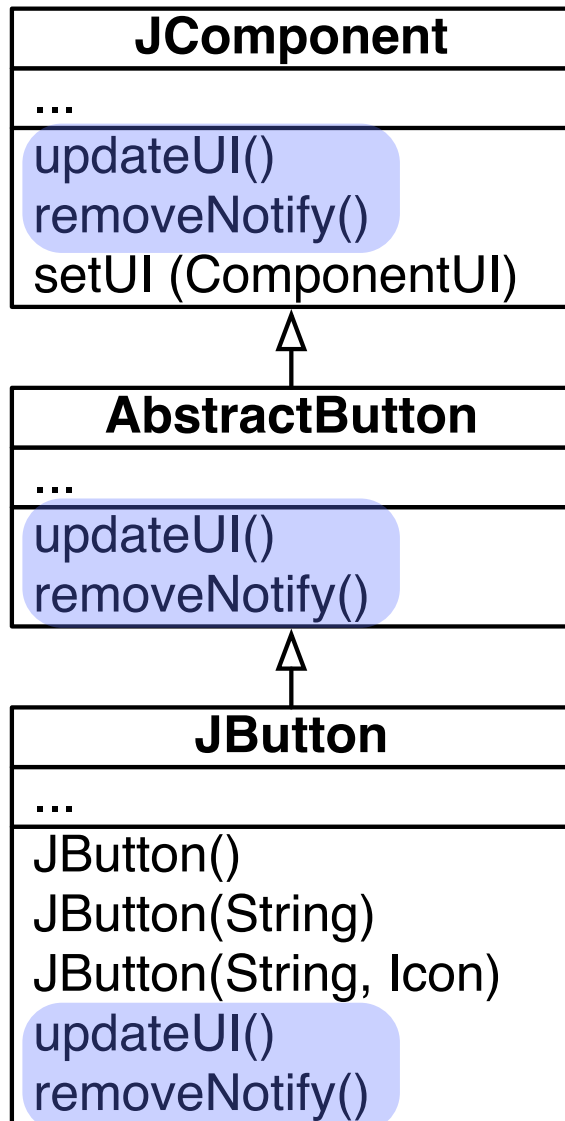 JComponent
...
updateUI()
removeNotify()
setUI (ComponentUI)
AbstractButton
...
updateUI()
removeNotify()
JButton
...
JButton()
JButton(String)
JButton(String, Icon)
updateUI()
removeNotify()